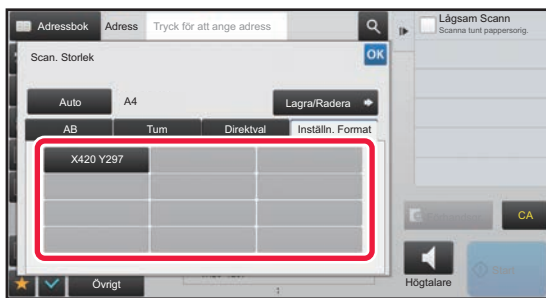 Adressbok
Adress
Tryck för att ange adress
Lågsam Scann
Scanna tunt pappersorig.
Scan. Storlek
OK
Auto
A4
Lagra/Radera
AB
Tum
Direktval
Inställn. Format
X420 Y297
CA
Övrigt
Högtalare